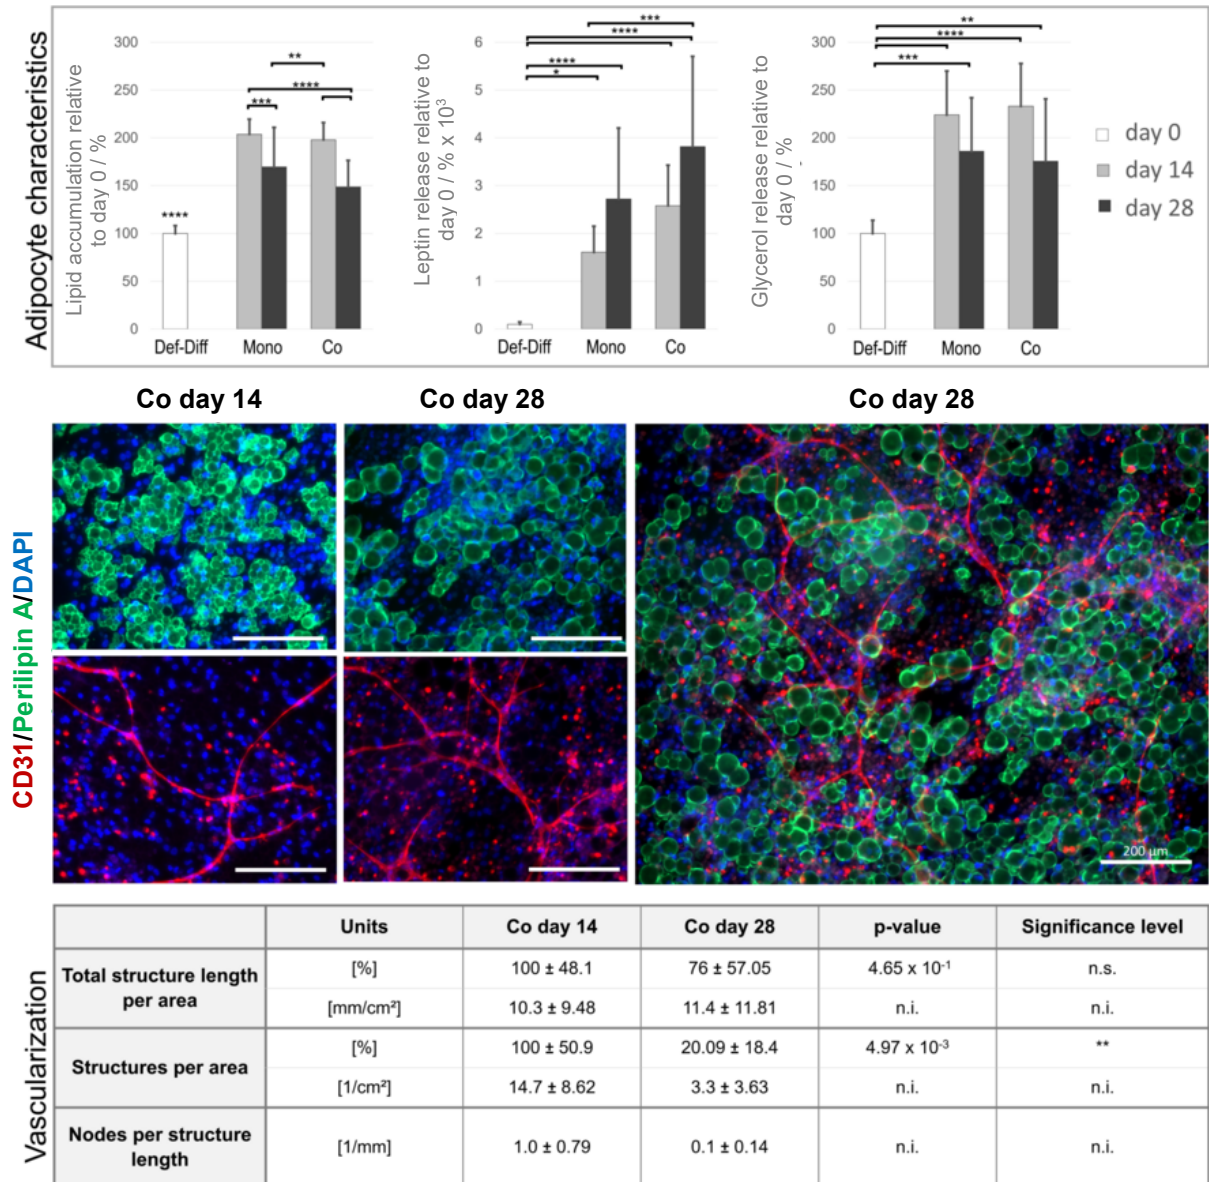 Adipocyte characteristics
Lipid accumulation relative
to day 0 / %
300
250
200
150
100
50
0
****
***
****
**
Def-Diff Mono Co
Leptin release relative to
day 0 / % x 10³
6
5
4
3
2
1
0
***
****
****
*
Def-Diff Mono Co
Glycerol release relative to
day 0 / %
300
250
200
150
100
50
0
**
****
***
Def-Diff Mono Co
day 0
day 14
day 28
Co day 14 Co day 28 Co day 28
CD31/Perilipin A/DAPI
200 µm
Vascularization
Units Co day 14 Co day 28 p-value Significance level
Total structure length
per area
[%] 100 ± 48.1 76 ± 57.05 4.65 x 10⁻¹ n.s.
[mm/cm²] 10.3 ± 9.48 11.4 ± 11.81 n.i. n.i.
Structures per area
[%] 100 ± 50.9 20.09 ± 18.4 4.97 x 10⁻³ **
[1/cm²] 14.7 ± 8.62 3.3 ± 3.63 n.i. n.i.
Nodes per structure
length
[1/mm] 1.0 ± 0.79 0.1 ± 0.14 n.i. n.i.